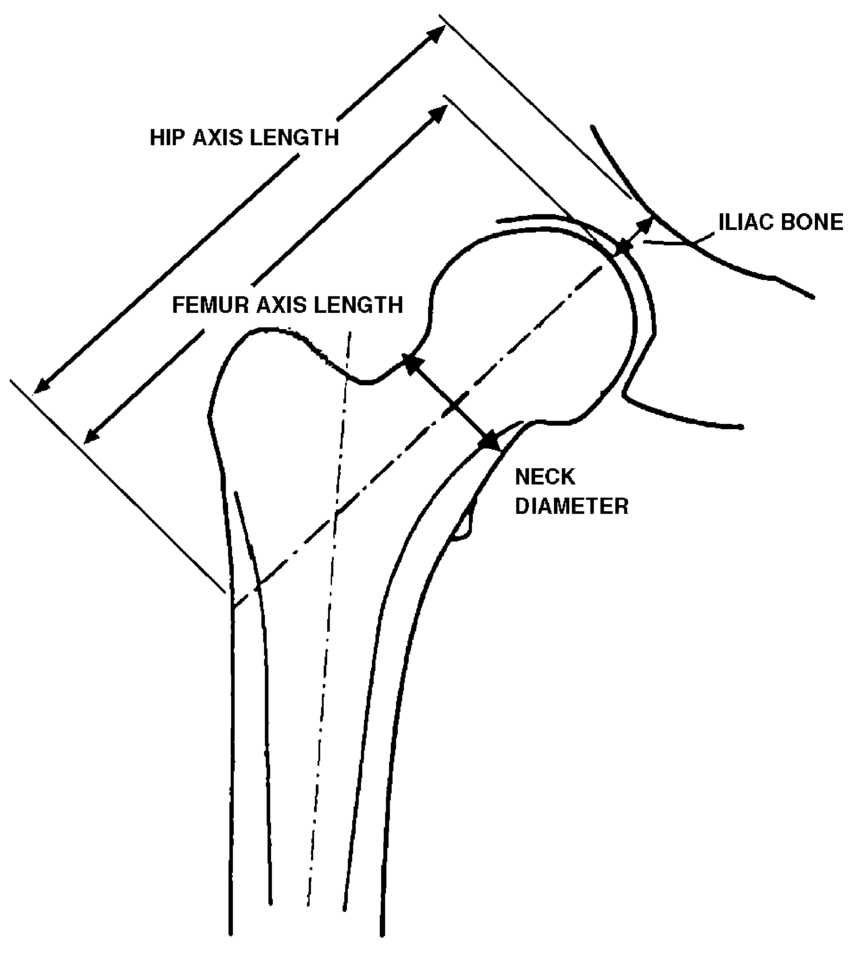 HIP AXIS LENGTH
ILIAC BONE
FEMUR AXIS LENGTH
NECK
DIAMETER